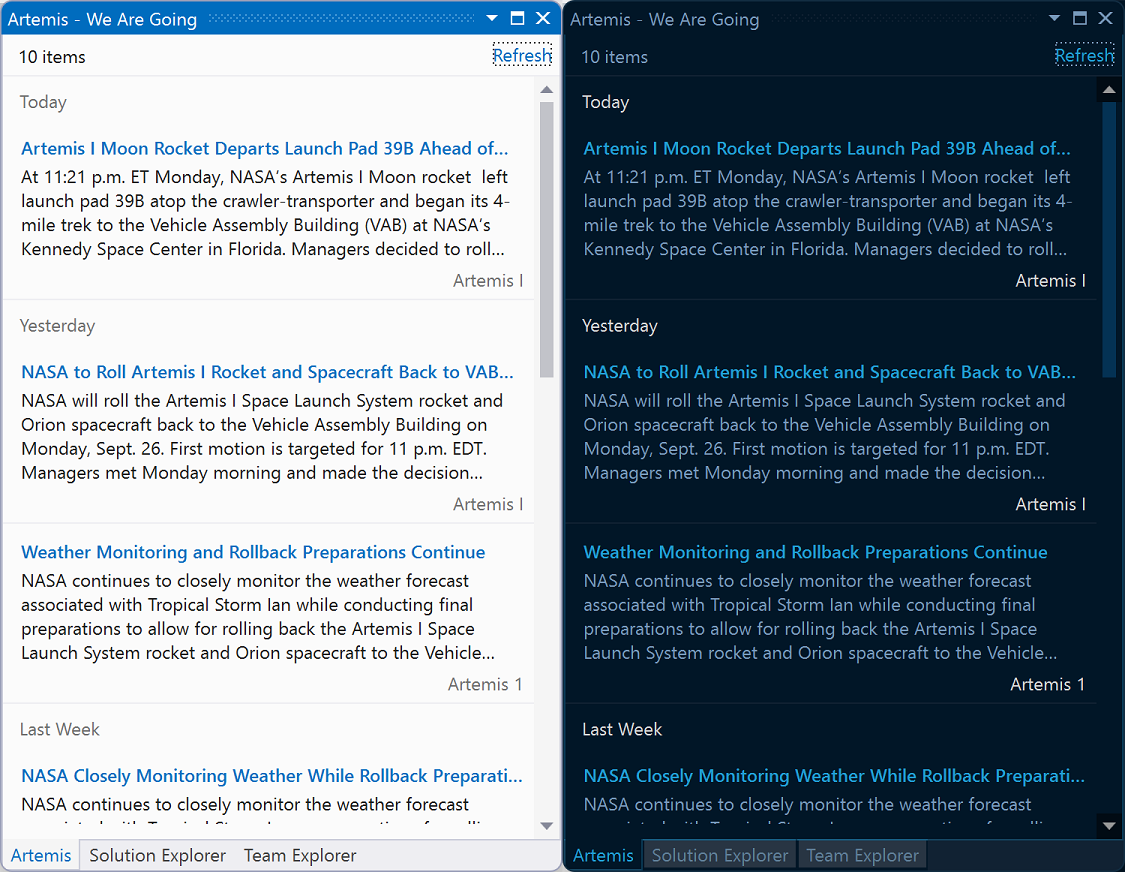 Artemis - We Are Going
10 items
Refresh
Today
Artemis I Moon Rocket Departs Launch Pad 39B Ahead of...
At 11:21 p.m. ET Monday, NASA’s Artemis I Moon rocket  left
launch pad 39B atop the crawler-transporter and began its 4-
mile trek to the Vehicle Assembly Building (VAB) at NASA’s
Kennedy Space Center in Florida. Managers decided to roll...
Artemis I
Yesterday
NASA to Roll Artemis I Rocket and Spacecraft Back to VAB...
NASA will roll the Artemis I Space Launch System rocket and
Orion spacecraft back to the Vehicle Assembly Building on
Monday, Sept. 26. First motion is targeted for 11 p.m. EDT.
Managers met Monday morning and made the decision...
Artemis I
Weather Monitoring and Rollback Preparations Continue
NASA continues to closely monitor the weather forecast
associated with Tropical Storm Ian while conducting final
preparations to allow for rolling back the Artemis I Space
Launch System rocket and Orion spacecraft to the Vehicle...
Artemis 1
Last Week
NASA Closely Monitoring Weather While Rollback Preparati...
NASA continues to closely monitor the weather forecast
Artemis
Solution Explorer
Team Explorer
Artemis - We Are Going
10 items
Refresh
Today
Artemis I Moon Rocket Departs Launch Pad 39B Ahead of...
At 11:21 p.m. ET Monday, NASA’s Artemis I Moon rocket  left
launch pad 39B atop the crawler-transporter and began its 4-
mile trek to the Vehicle Assembly Building (VAB) at NASA’s
Kennedy Space Center in Florida. Managers decided to roll...
Artemis I
Yesterday
NASA to Roll Artemis I Rocket and Spacecraft Back to VAB...
NASA will roll the Artemis I Space Launch System rocket and
Orion spacecraft back to the Vehicle Assembly Building on
Monday, Sept. 26. First motion is targeted for 11 p.m. EDT.
Managers met Monday morning and made the decision...
Artemis I
Weather Monitoring and Rollback Preparations Continue
NASA continues to closely monitor the weather forecast
associated with Tropical Storm Ian while conducting final
preparations to allow for rolling back the Artemis I Space
Launch System rocket and Orion spacecraft to the Vehicle...
Artemis 1
Last Week
NASA Closely Monitoring Weather While Rollback Preparati...
NASA continues to closely monitor the weather forecast
Artemis
Solution Explorer
Team Explorer